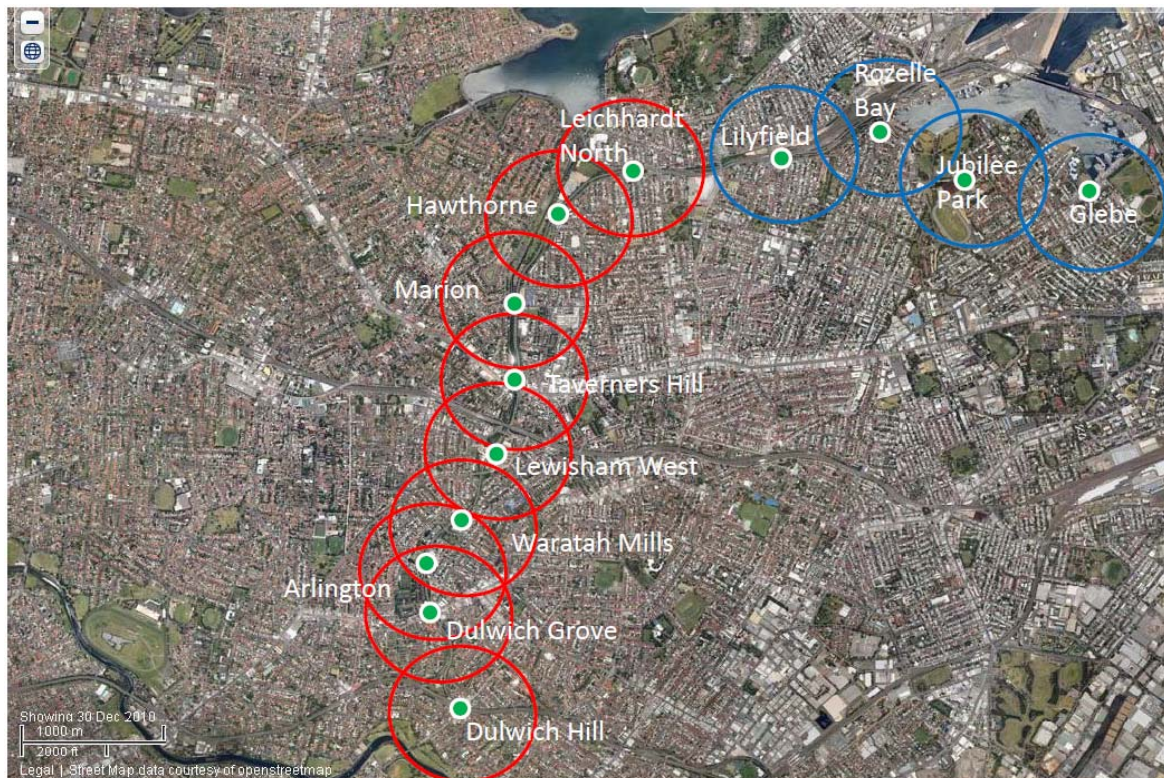 Rozelle
Bay
Leichhardt
North
Lilyfield
Jubilee
Park
Glebe
Hawthorne
Marion
Taverners Hill
Lewisham West
Waratah Mills
Arlington
Dulwich Grove
Dulwich Hill
Showing 30 Dec 2010
1000 m
2000 ft
Legal | Street Map data courtesy of openstreetmap